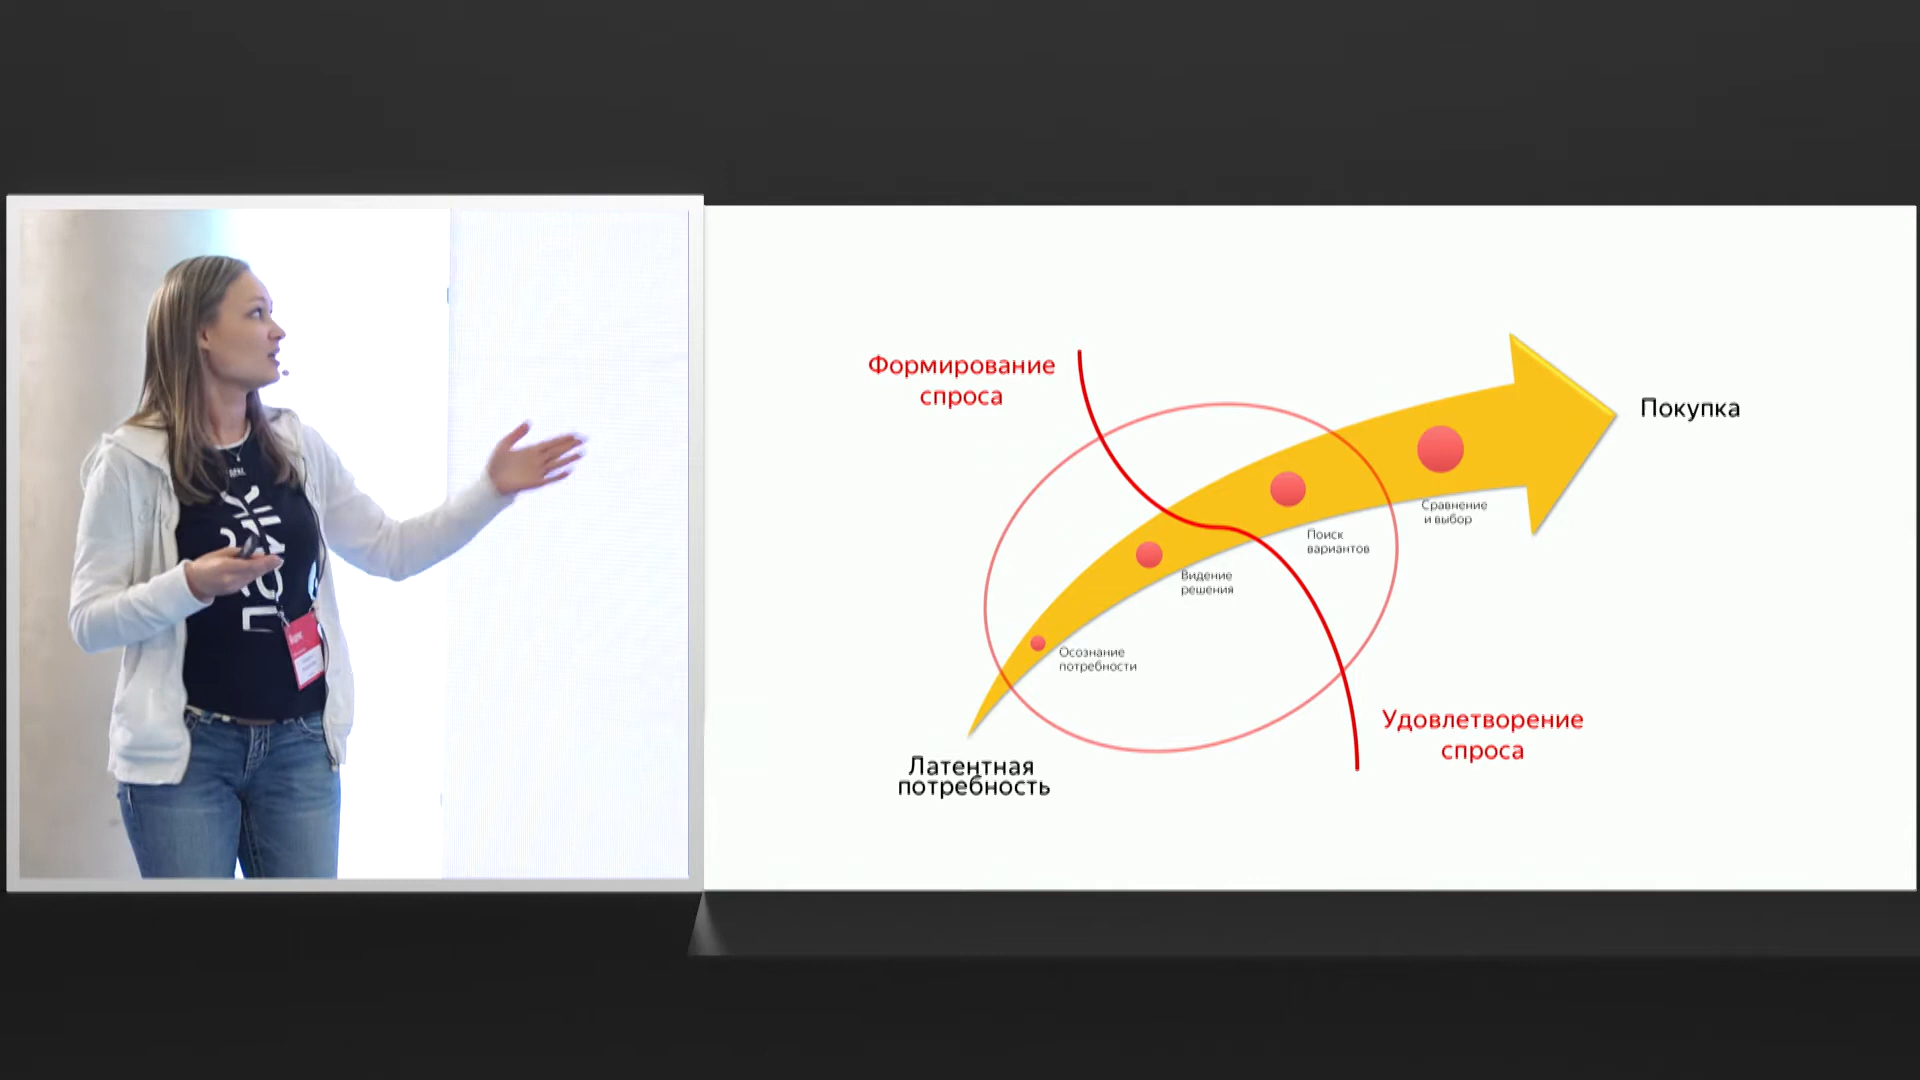 Формирование
спроса
Покупка
Сравнение
и выбор
Поиск
вариантов
Видение
решения
Осознание
потребности
Удовлетворение
спроса
Латентная
потребность